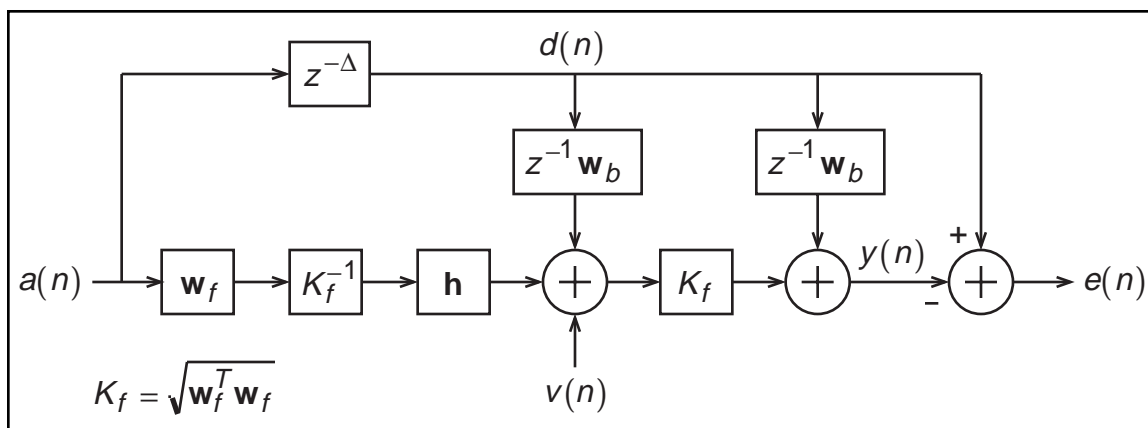 d(n)
z^{−Δ}
z^{−1} w_b
z^{−1} w_b
a(n)
w_f
K_f^{−1}
h
+
K_f
+
y(n)
+
−
+
e(n)
K_f = √(w_f^T w_f)
v(n)